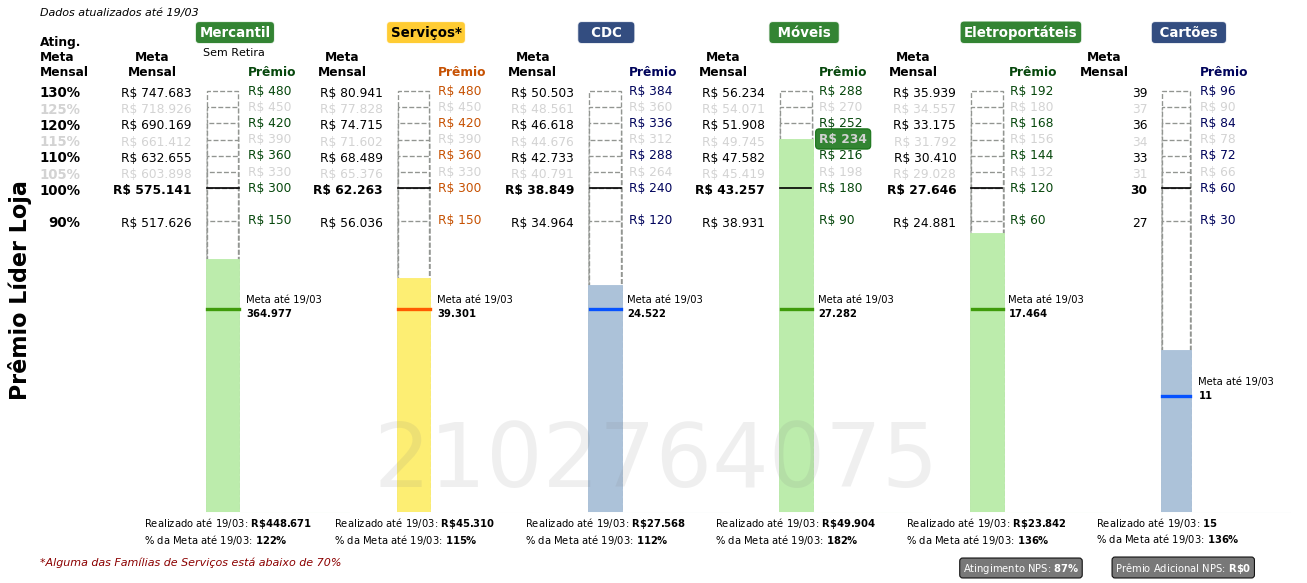 Dados atualizados até 19/03
Mercantil Serviços* CDC Móveis Eletroportáteis Cartões
Sem Retira
Ating. Meta Mensal Meta Mensal Prêmio Meta Mensal Prêmio Meta Mensal Prêmio Meta Mensal Prêmio Meta Mensal Prêmio Meta Mensal Prêmio
130% R$ 747.683 R$ 480 R$ 80.941 R$ 480 R$ 50.503 R$ 384 R$ 56.234 R$ 288 R$ 35.939 R$ 192 39 R$ 96
125% R$ 718.926 R$ 450 R$ 77.828 R$ 450 R$ 48.561 R$ 360 R$ 54.071 R$ 270 R$ 34.557 R$ 180 37 R$ 90
120% R$ 690.169 R$ 420 R$ 74.715 R$ 420 R$ 46.618 R$ 336 R$ 51.908 R$ 252 R$ 33.175 R$ 168 36 R$ 84
115% R$ 661.412 R$ 390 R$ 71.602 R$ 390 R$ 44.676 R$ 312 R$ 49.745 R$ 234 R$ 31.792 R$ 156 34 R$ 78
110% R$ 632.655 R$ 360 R$ 68.489 R$ 360 R$ 42.733 R$ 288 R$ 47.582 R$ 216 R$ 30.410 R$ 144 33 R$ 72
105% R$ 603.898 R$ 330 R$ 65.376 R$ 330 R$ 40.791 R$ 264 R$ 45.419 R$ 198 R$ 29.028 R$ 132 31 R$ 66
100% R$ 575.141 R$ 300 R$ 62.263 R$ 300 R$ 38.849 R$ 240 R$ 43.257 R$ 180 R$ 27.646 R$ 120 30 R$ 60
90% R$ 517.626 R$ 150 R$ 56.036 R$ 150 R$ 34.964 R$ 120 R$ 38.931 R$ 90 R$ 24.881 R$ 60 27 R$ 30
Prêmio Líder Loja
Meta até 19/03 Meta até 19/03 Meta até 19/03 Meta até 19/03 Meta até 19/03
364.977 39.301 24.522 27.282 17.464
Meta até 19/03
11
2102764075
Realizado até 19/03: R$448.671 Realizado até 19/03: R$45.310 Realizado até 19/03: R$27.568 Realizado até 19/03: R$49.904 Realizado até 19/03: R$23.842 Realizado até 19/03: 15
% da Meta até 19/03: 122% % da Meta até 19/03: 115% % da Meta até 19/03: 112% % da Meta até 19/03: 182% % da Meta até 19/03: 136% % da Meta até 19/03: 136%
*Alguma das Famílias de Serviços está abaixo de 70%
Atingimento NPS: 87% Prêmio Adicional NPS: R$0